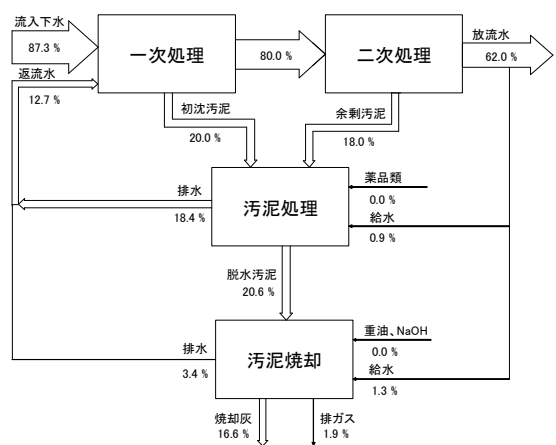 流入下水
87.3 %
返流水
12.7 %
一次処理
80.0 %
二次処理
放流水
62.0 %
初沈汚泥
20.0 %
余剰汚泥
18.0 %
排水
18.4 %
汚泥処理
薬品類
0.0 %
給水
0.9 %
脱水汚泥
20.6 %
排水
3.4 %
汚泥焼却
重油、NaOH
0.0 %
給水
1.3 %
焼却灰
16.6 %
排ガス
1.9 %